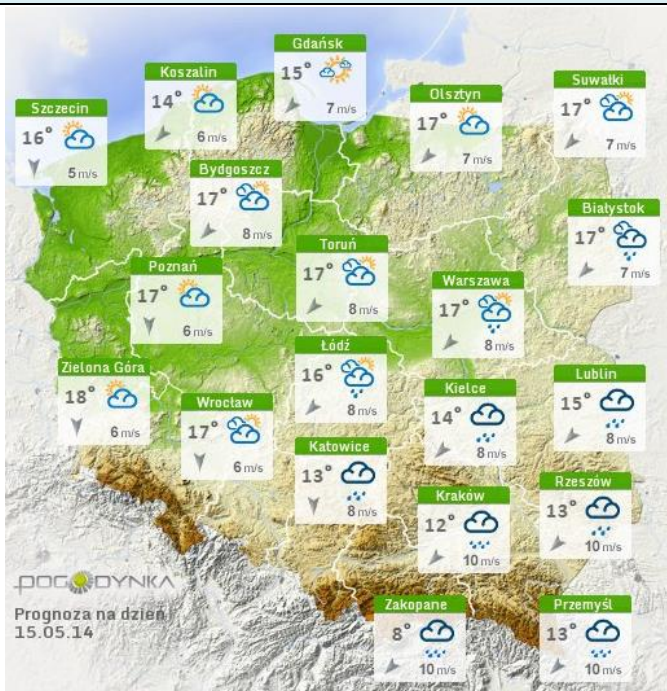 Gdańsk
15°
7 m/s
Koszalin
14°
6 m/s
Suwałki
17°
7 m/s
Olsztyn
17°
7 m/s
Szczecin
16°
5 m/s
Bydgoszcz
17°
8 m/s
Białystok
17°
7 m/s
Toruń
17°
8 m/s
Poznań
17°
6 m/s
Warszawa
17°
8 m/s
Łódź
16°
8 m/s
Zielona Góra
18°
6 m/s
Lublin
15°
8 m/s
Kielce
14°
8 m/s
Wrocław
17°
6 m/s
Katowice
13°
8 m/s
Rzeszów
13°
10 m/s
Kraków
12°
10 m/s
POGODYNKA
Prognoza na dzień
15.05.14
Zakopane
8°
10 m/s
Przemyśl
13°
10 m/s